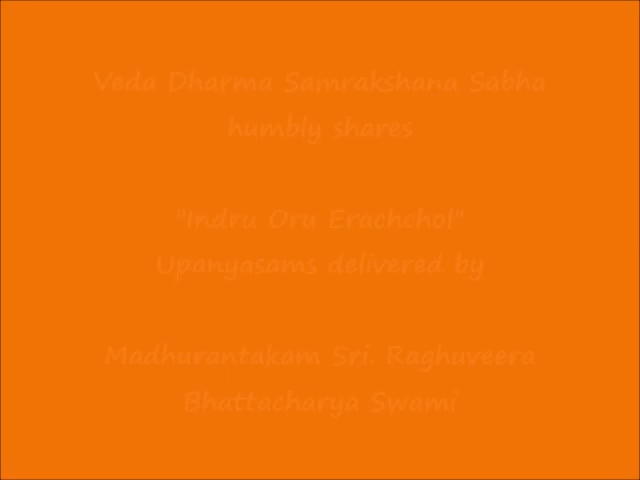 Veda Dharma Samrakshana Sabha
humbly shares
"Indru Oru Erachchol"
Upanyasams delivered by
Madhurantakam Sri. Raghuveera
Bhattacharya Swami